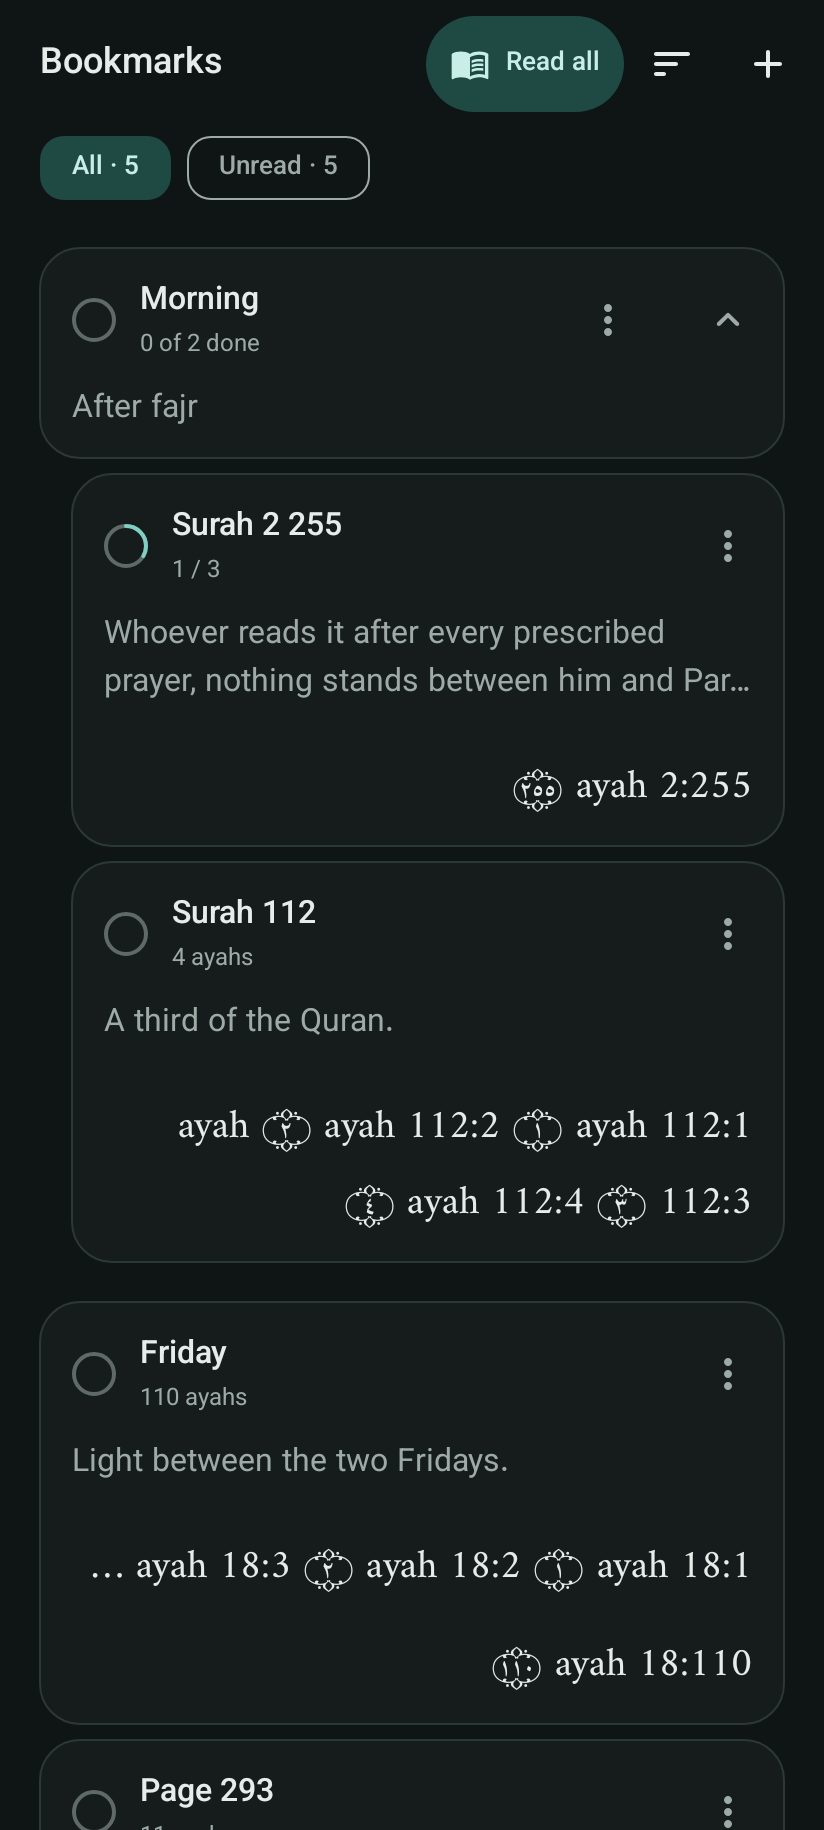 Bookmarks
Read all
All · 5
Unread · 5
Morning
0 of 2 done
After fajr
Surah 2 255
1 / 3
Whoever reads it after every prescribed
prayer, nothing stands between him and Par…
ayah 2:255 ٢٥٥
Surah 112
4 ayahs
A third of the Quran.
ayah 112:1 ١ ayah 112:2 ٢ ayah
112:3 ٣ ayah 112:4 ٤
Friday
110 ayahs
Light between the two Fridays.
ayah 18:1 ١ ayah 18:2 ٢ ayah 18:3 …
ayah 18:110 ١١٠
Page 293